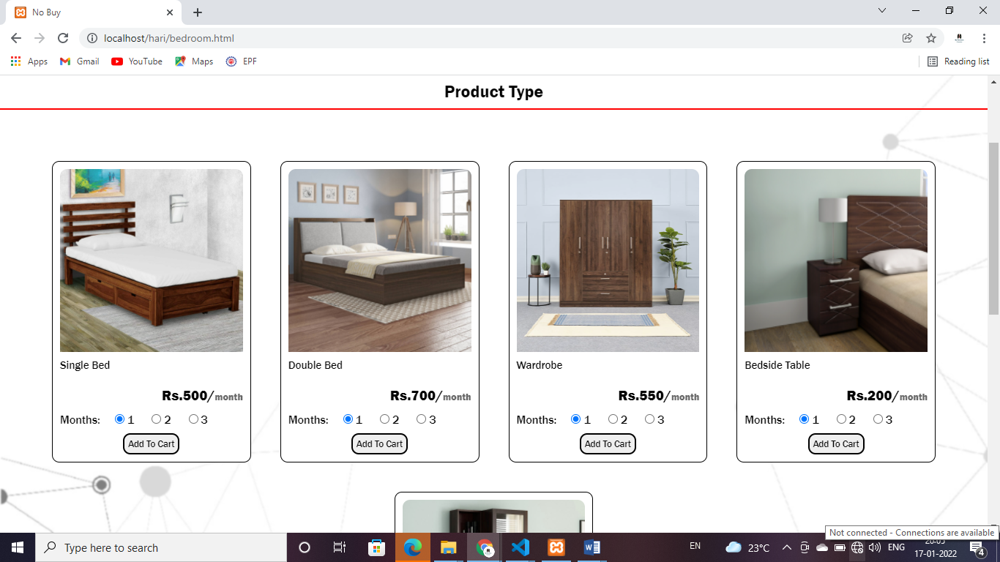 No Buy
localhost/hari/bedroom.html
Apps Gmail YouTube Maps EPF Reading list
Product Type
Single Bed
Rs.500/month
Months: 1 2 3
Add To Cart
Double Bed
Rs.700/month
Months: 1 2 3
Add To Cart
Wardrobe
Rs.550/month
Months: 1 2 3
Add To Cart
Bedside Table
Rs.200/month
Months: 1 2 3
Add To Cart
Not connected - Connections are available
Type here to search
EN
23°C
ENG
17-01-2022
4